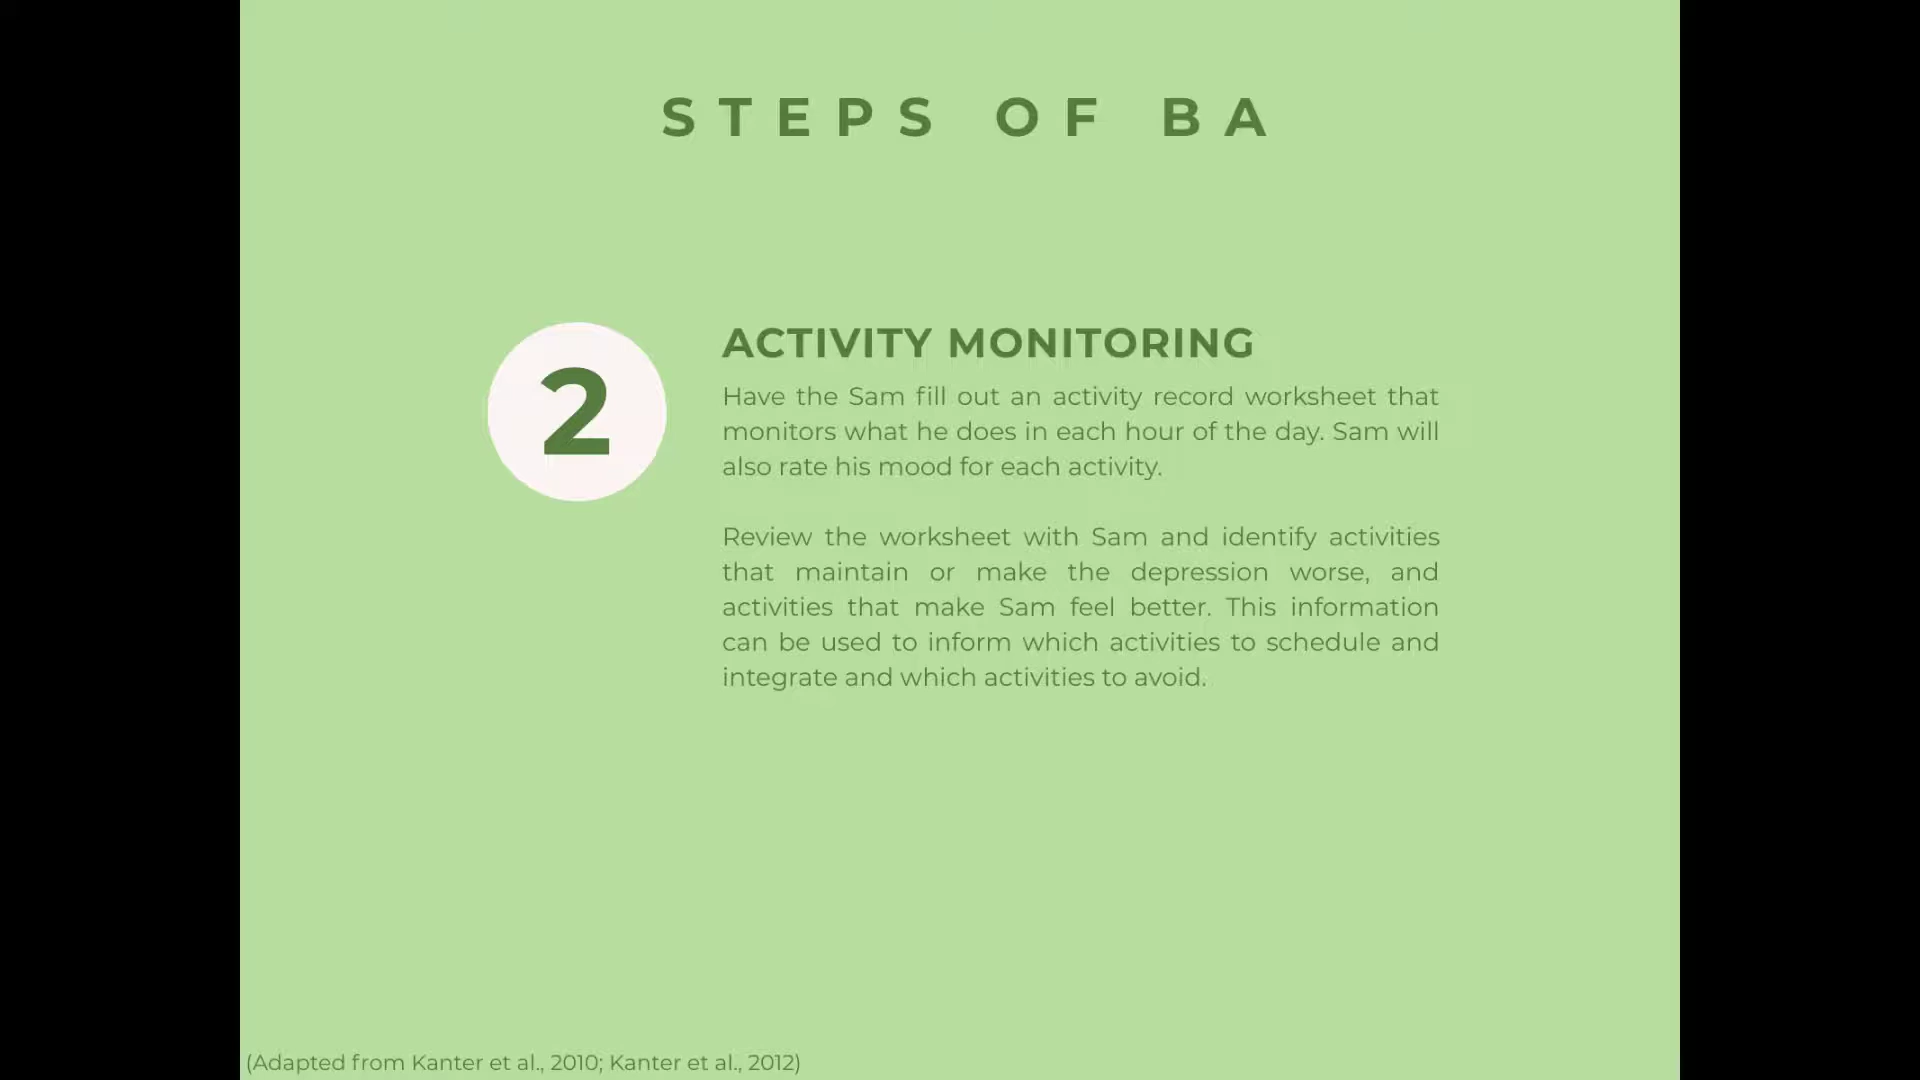 STEPS OF BA
2
ACTIVITY MONITORING
Have the Sam fill out an activity record worksheet that
monitors what he does in each hour of the day. Sam will
also rate his mood for each activity.
Review the worksheet with Sam and identify activities
that maintain or make the depression worse, and
activities that make Sam feel better. This information
can be used to inform which activities to schedule and
integrate and which activities to avoid.
(Adapted from Kanter et al., 2010; Kanter et al., 2012)